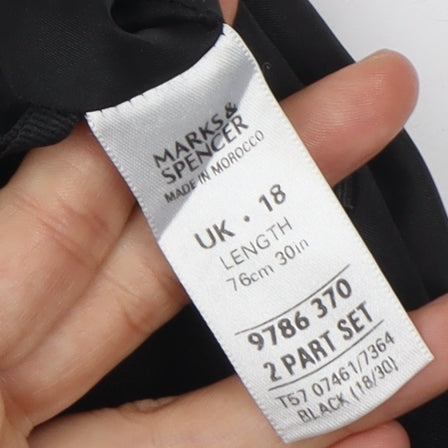 MARKS&
SPENCER
MADE IN MOROCCO
UK • 18
LENGTH
76cm 30in
9786 370
2 PART SET
T57 07461/7364
BLACK (18/30)